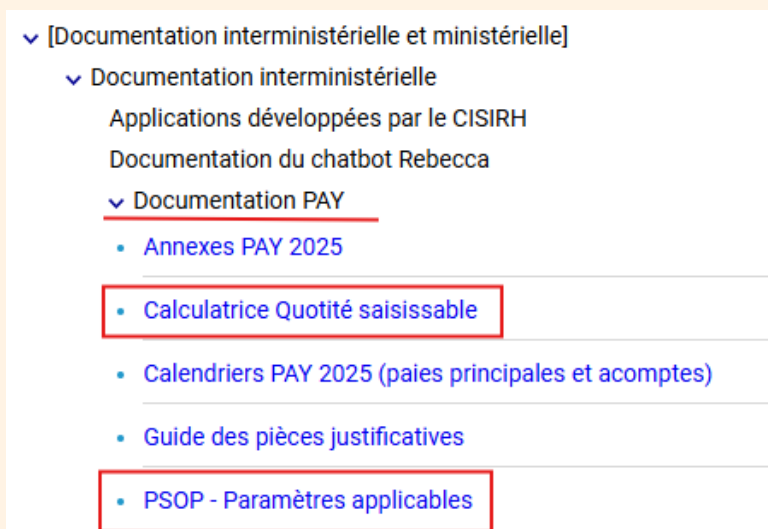 [Documentation interministérielle et ministérielle]
Documentation interministérielle
Applications développées par le CISIRH
Documentation du chatbot Rebecca
Documentation PAY
Annexes PAY 2025
Calculatrice Quotité saisissable
Calendriers PAY 2025 (paies principales et acomptes)
Guide des pièces justificatives
PSOP - Paramètres applicables